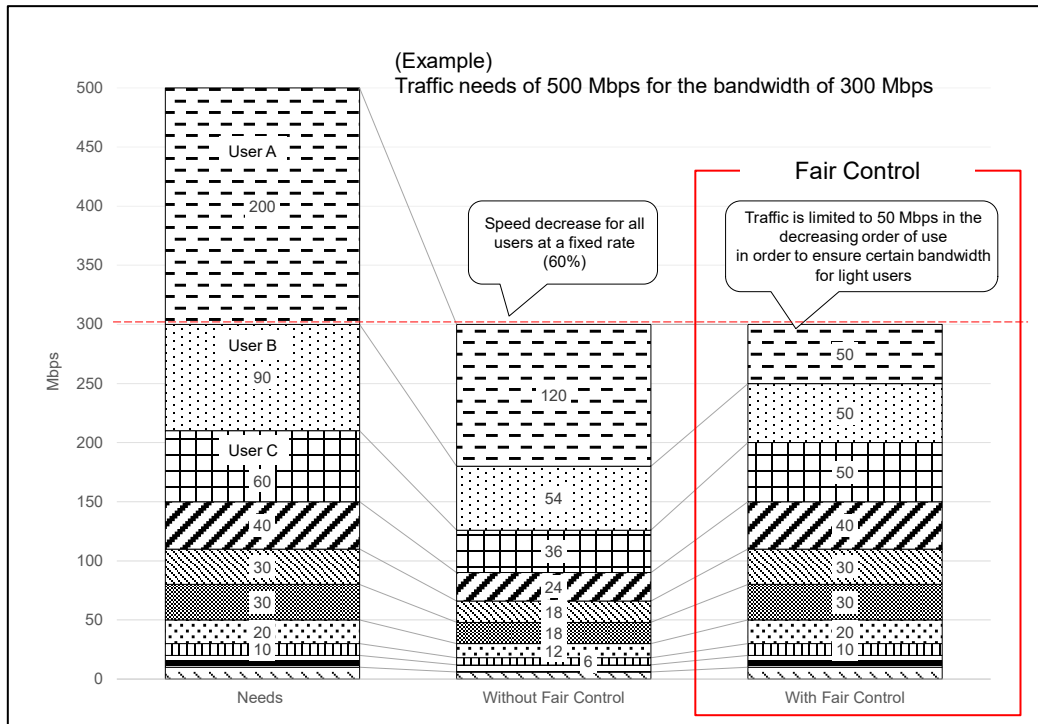 (Example)
Traffic needs of 500 Mbps for the bandwidth of 300 Mbps
Fair Control
Speed decrease for all
users at a fixed rate
(60%)
Traffic is limited to 50 Mbps in the
decreasing order of use
in order to ensure certain bandwidth
for light users
Mbps
500
450
400
350
300
250
200
150
100
50
0
User A
200
User B
90
User C
60
40
30
30
20
10
120
54
36
24
18
18
12
6
50
50
50
40
30
30
20
10
Needs
Without Fair Control
With Fair Control